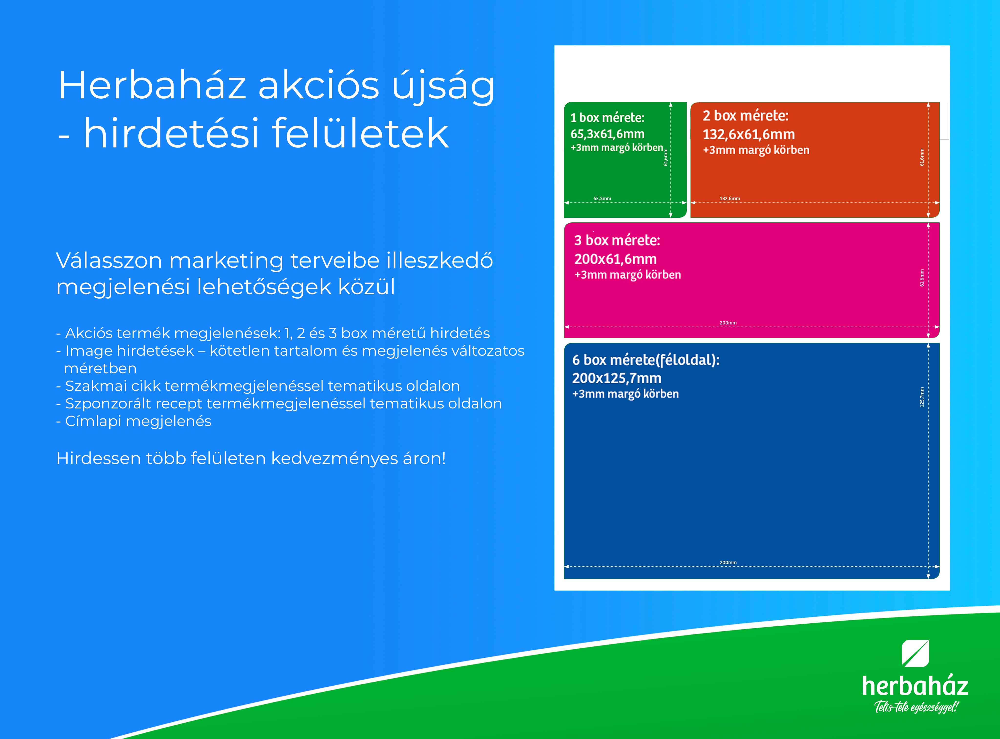 Herbaház akciós újság
- hirdetési felületek
Válasszon marketing terveibe illeszkedő
megjelenési lehetőségek közül
- Akciós termék megjelenések: 1, 2 és 3 box méretű hirdetés
- Image hirdetések – kötetlen tartalom és megjelenés változatos
méretben
- Szakmai cikk termékmegjelenéssel tematikus oldalon
- Szponzorált recept termékmegjelenéssel tematikus oldalon
- Címlapi megjelenés
Hirdessen több felületen kedvezményes áron!
1 box mérete:
65,3x61,6mm
+3mm margó körben
61,6mm
65,3mm
2 box mérete:
132,6x61,6mm
+3mm margó körben
61,6mm
132,6mm
3 box mérete:
200x61,6mm
+3mm margó körben
61,6mm
200mm
6 box mérete(féloldal):
200x125,7mm
+3mm margó körben
125,7mm
200mm
herbaház
Telis-tele egészséggel!